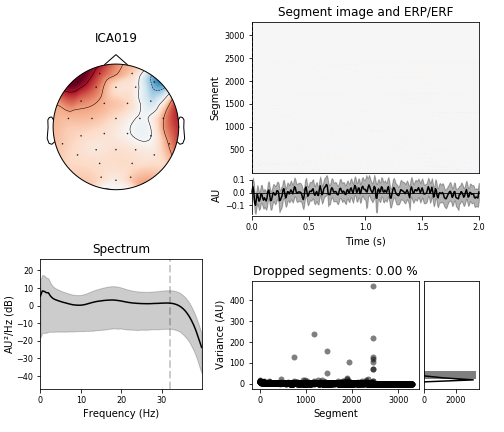 ICA019
Segment image and ERP/ERF
3000
2500
2000
1500
1000
500
Segment
0.1
0.0
−0.1
AU
0.0 0.5 1.0 1.5 2.0
Time (s)
Spectrum
20
10
0
−10
−20
−30
−40
AU²/Hz (dB)
0 10 20 30
Frequency (Hz)
Dropped segments: 0.00 %
400
300
200
100
0
Variance (AU)
0 1000 2000 3000
Segment
0 2000